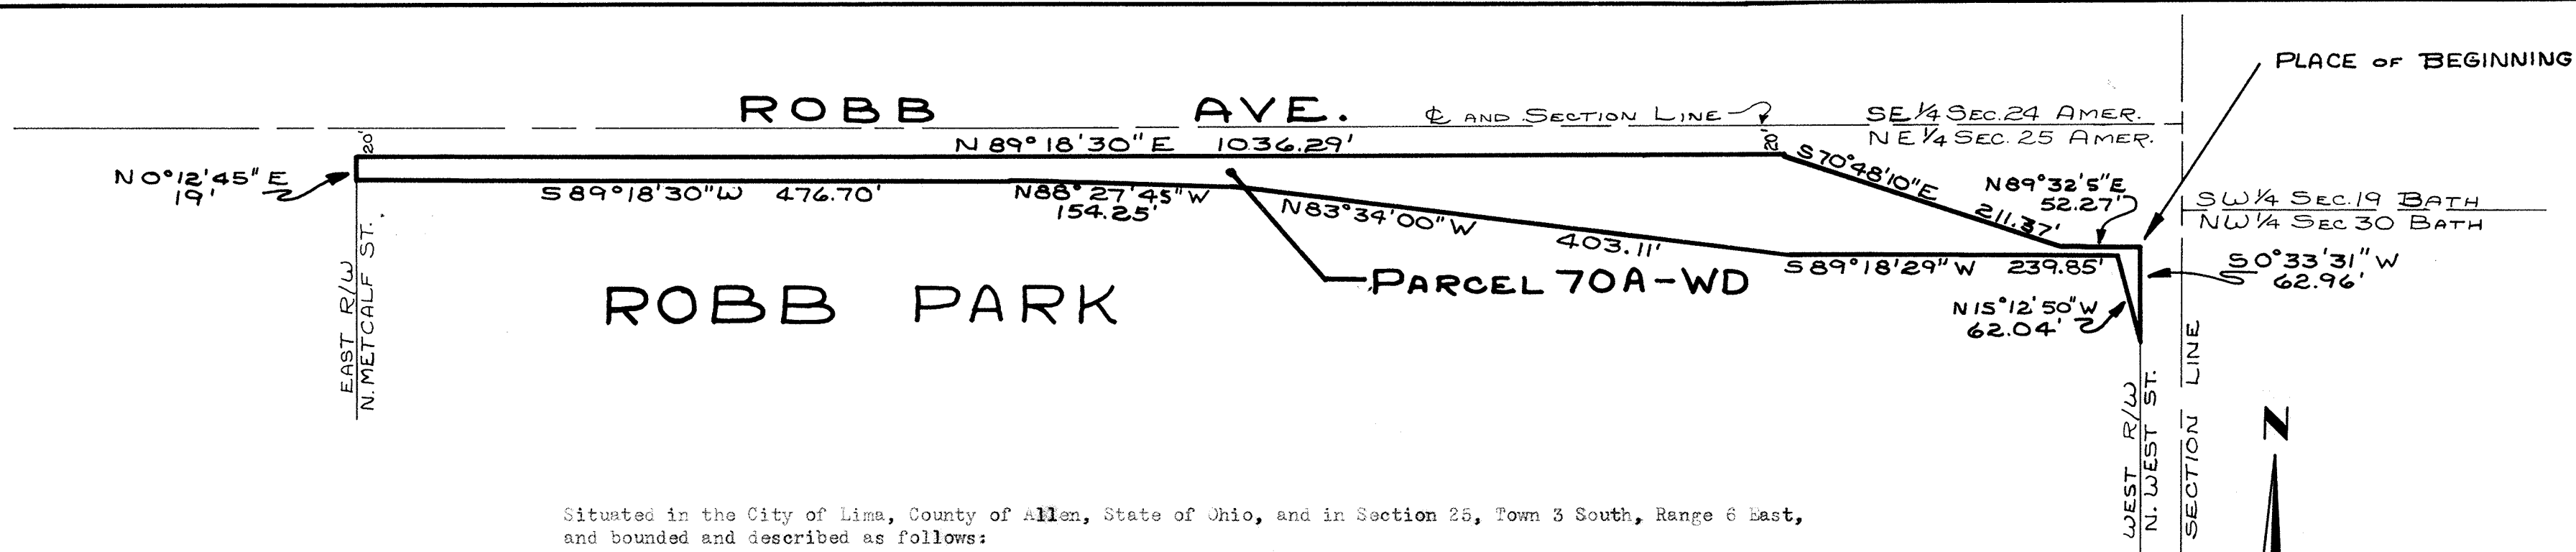 PLACE OF BEGINNING
ROBB AVE.
℄ AND SECTION LINE
SE 1/4 SEC. 24 AMER.
NE 1/4 SEC. 25 AMER.
20'
20'
N 89° 18' 30" E 1036.29'
N 0° 12' 45" E
19'
S 89° 18' 30" W 476.70'
N 88° 27' 45" W
154.25'
N 83° 34' 00" W
403.11'
S 70° 48' 10" E
211.37'
N 89° 32' 5" E
52.27'
SW 1/4 SEC. 19 BATH
NW 1/4 SEC 30 BATH
S 89° 18' 29" W 239.85'
S 0° 33' 31" W
62.96'
N 15° 12' 50" W
62.04'
PARCEL 70A-WD
ROBB PARK
EAST R/W
N. METCALF ST.
WEST R/W
N. WEST ST.
SECTION LINE
N
Situated in the City of Lima, County of Allen, State of Ohio, and in Section 25, Town 3 South, Range 6 East,
and bounded and described as follows: